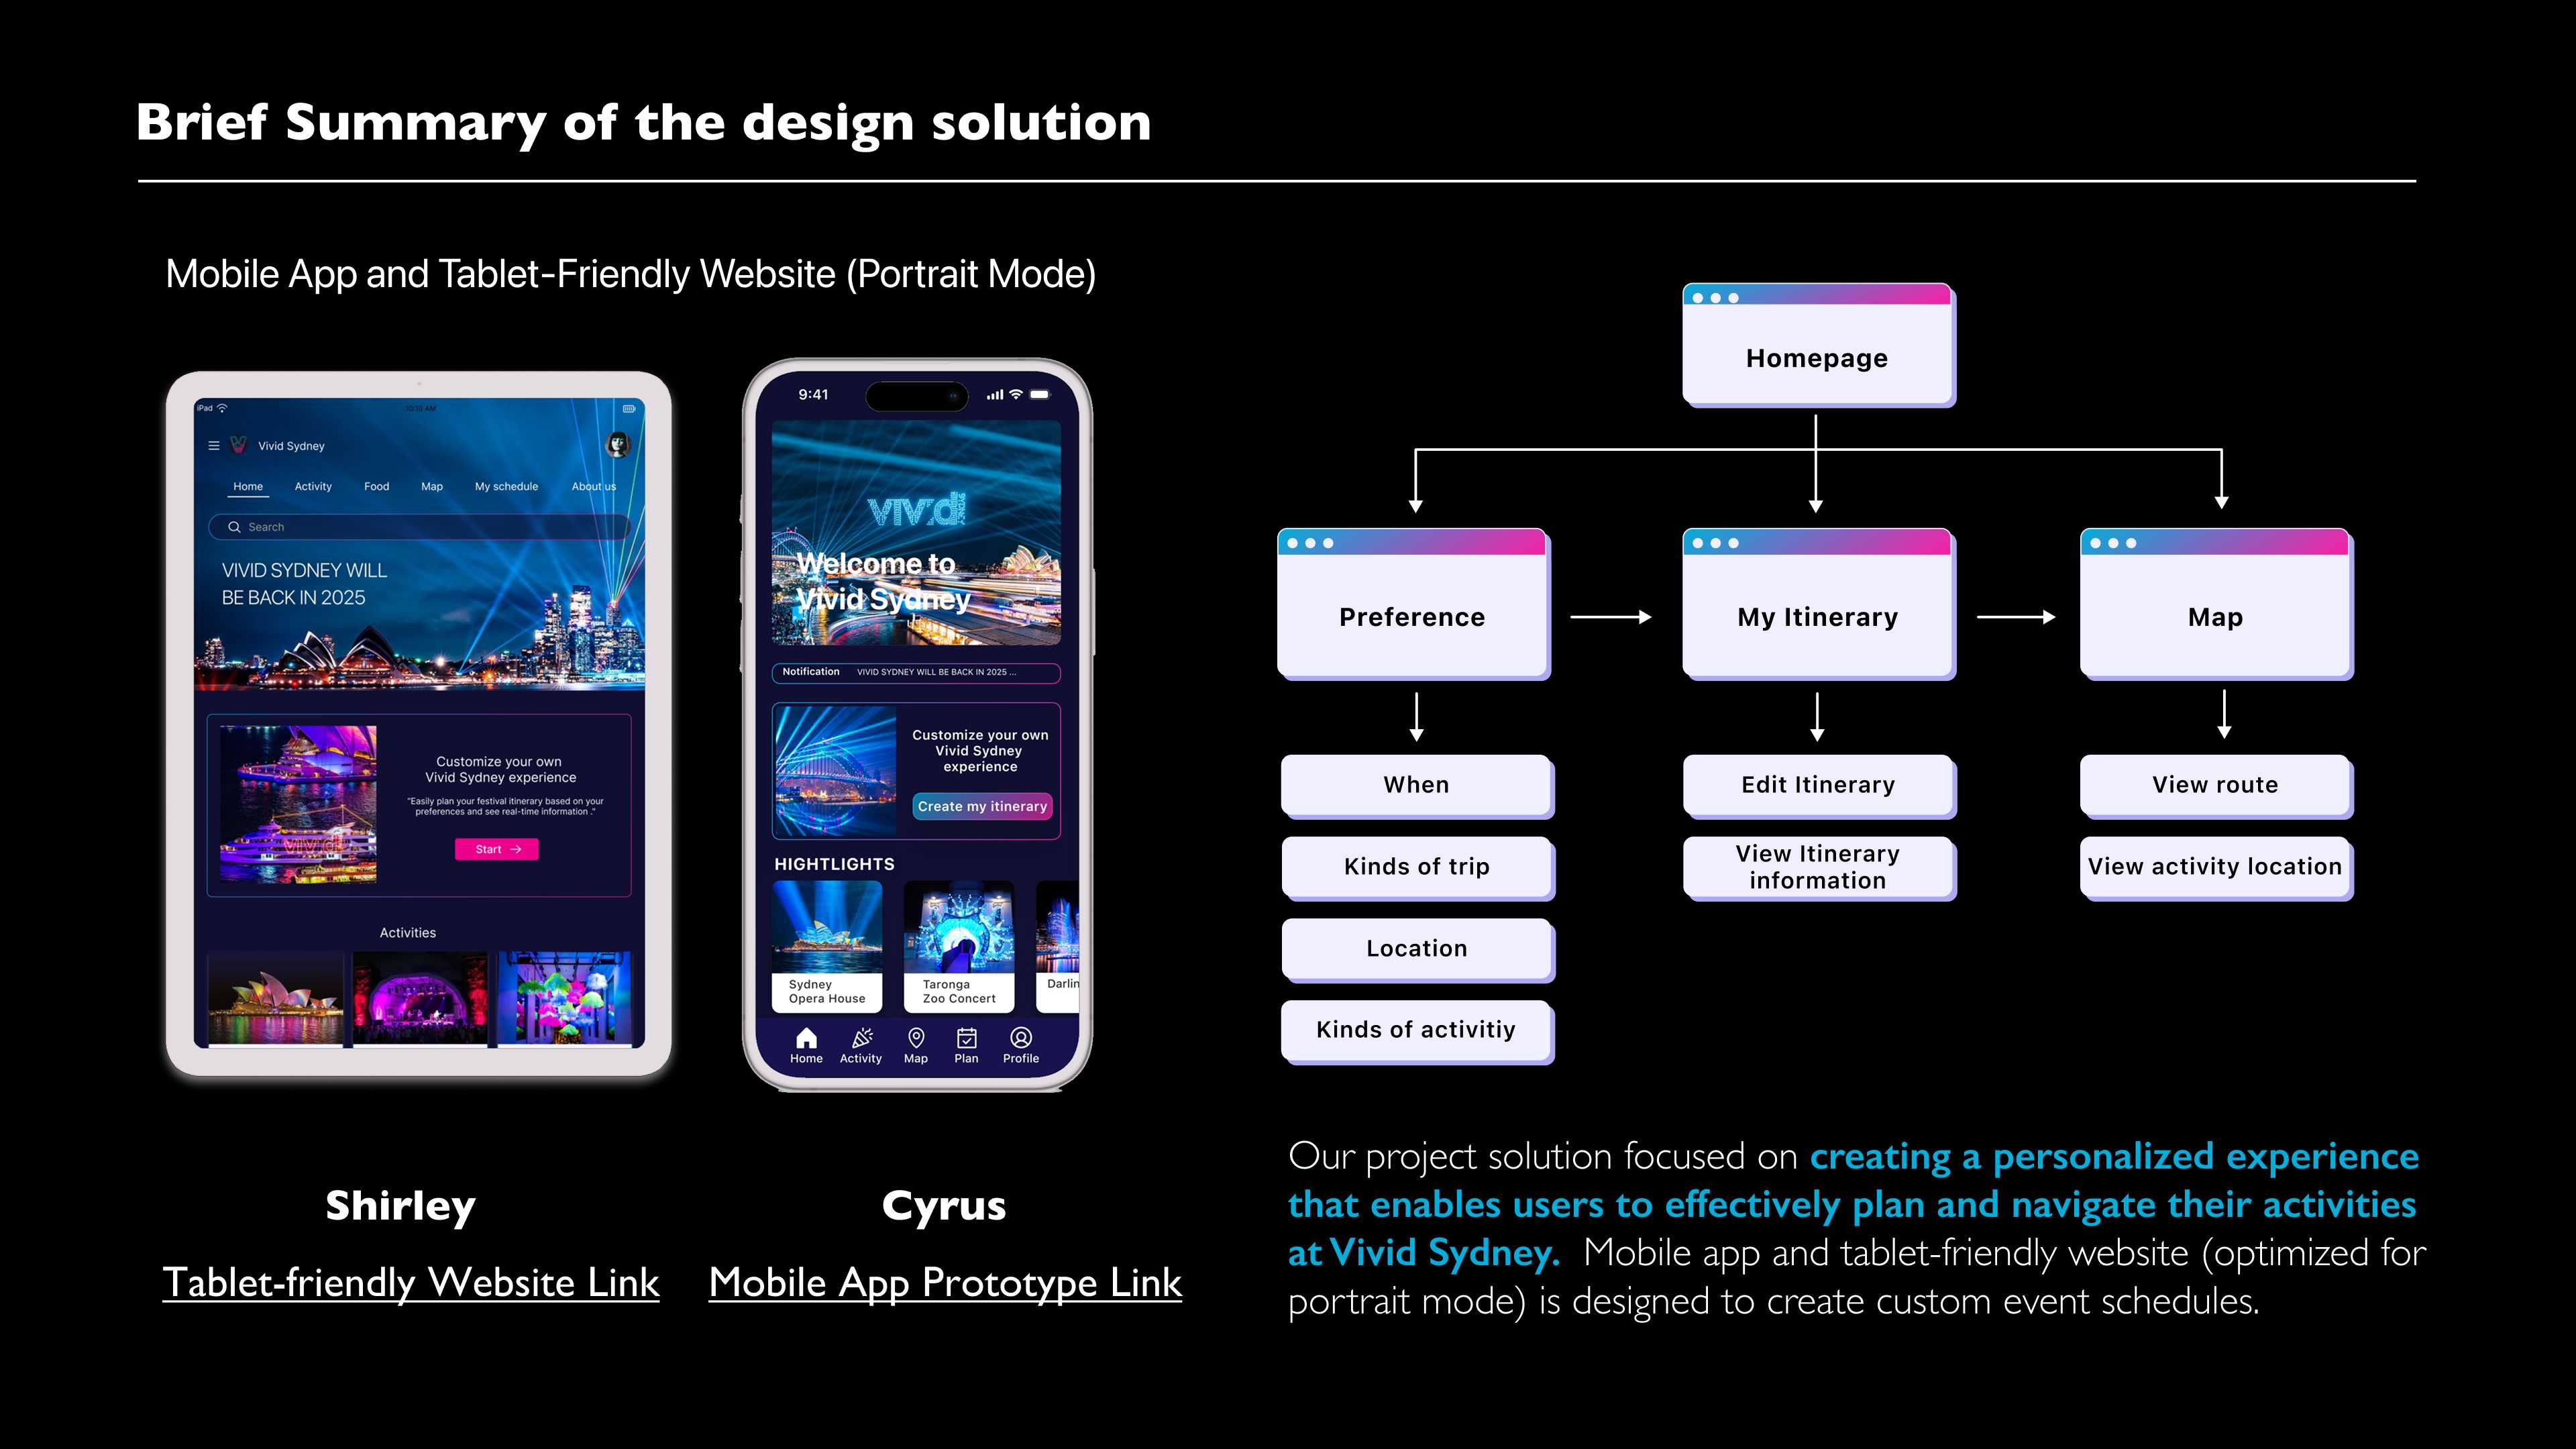 Brief Summary of the design solution
Mobile App and Tablet-Friendly Website (Portrait Mode)
iPad
10:10 AM
Vivid Sydney
Home Activity Food Map My schedule About us
Search
VIVID SYDNEY WILL
BE BACK IN 2025
Customize your own
Vivid Sydney experience
"Easily plan your festival itinerary based on your
preferences and see real-time information ."
Start →
Activities
9:41
VIVID
SYDNEY
Welcome to
Vivid Sydney
Notification VIVID SYDNEY WILL BE BACK IN 2025 ...
Customize your own
Vivid Sydney
experience
Create my itinerary
HIGHTLIGHTS
Sydney
Opera House
Taronga
Zoo Concert
Darlin
Home Activity Map Plan Profile
Shirley
Tablet-friendly Website Link
Cyrus
Mobile App Prototype Link
Homepage
Preference
My Itinerary
Map
When
Kinds of trip
Location
Kinds of activitiy
Edit Itinerary
View Itinerary
information
View route
View activity location
Our project solution focused on creating a personalized experience
that enables users to effectively plan and navigate their activities
at Vivid Sydney. Mobile app and tablet-friendly website (optimized for
portrait mode) is designed to create custom event schedules.